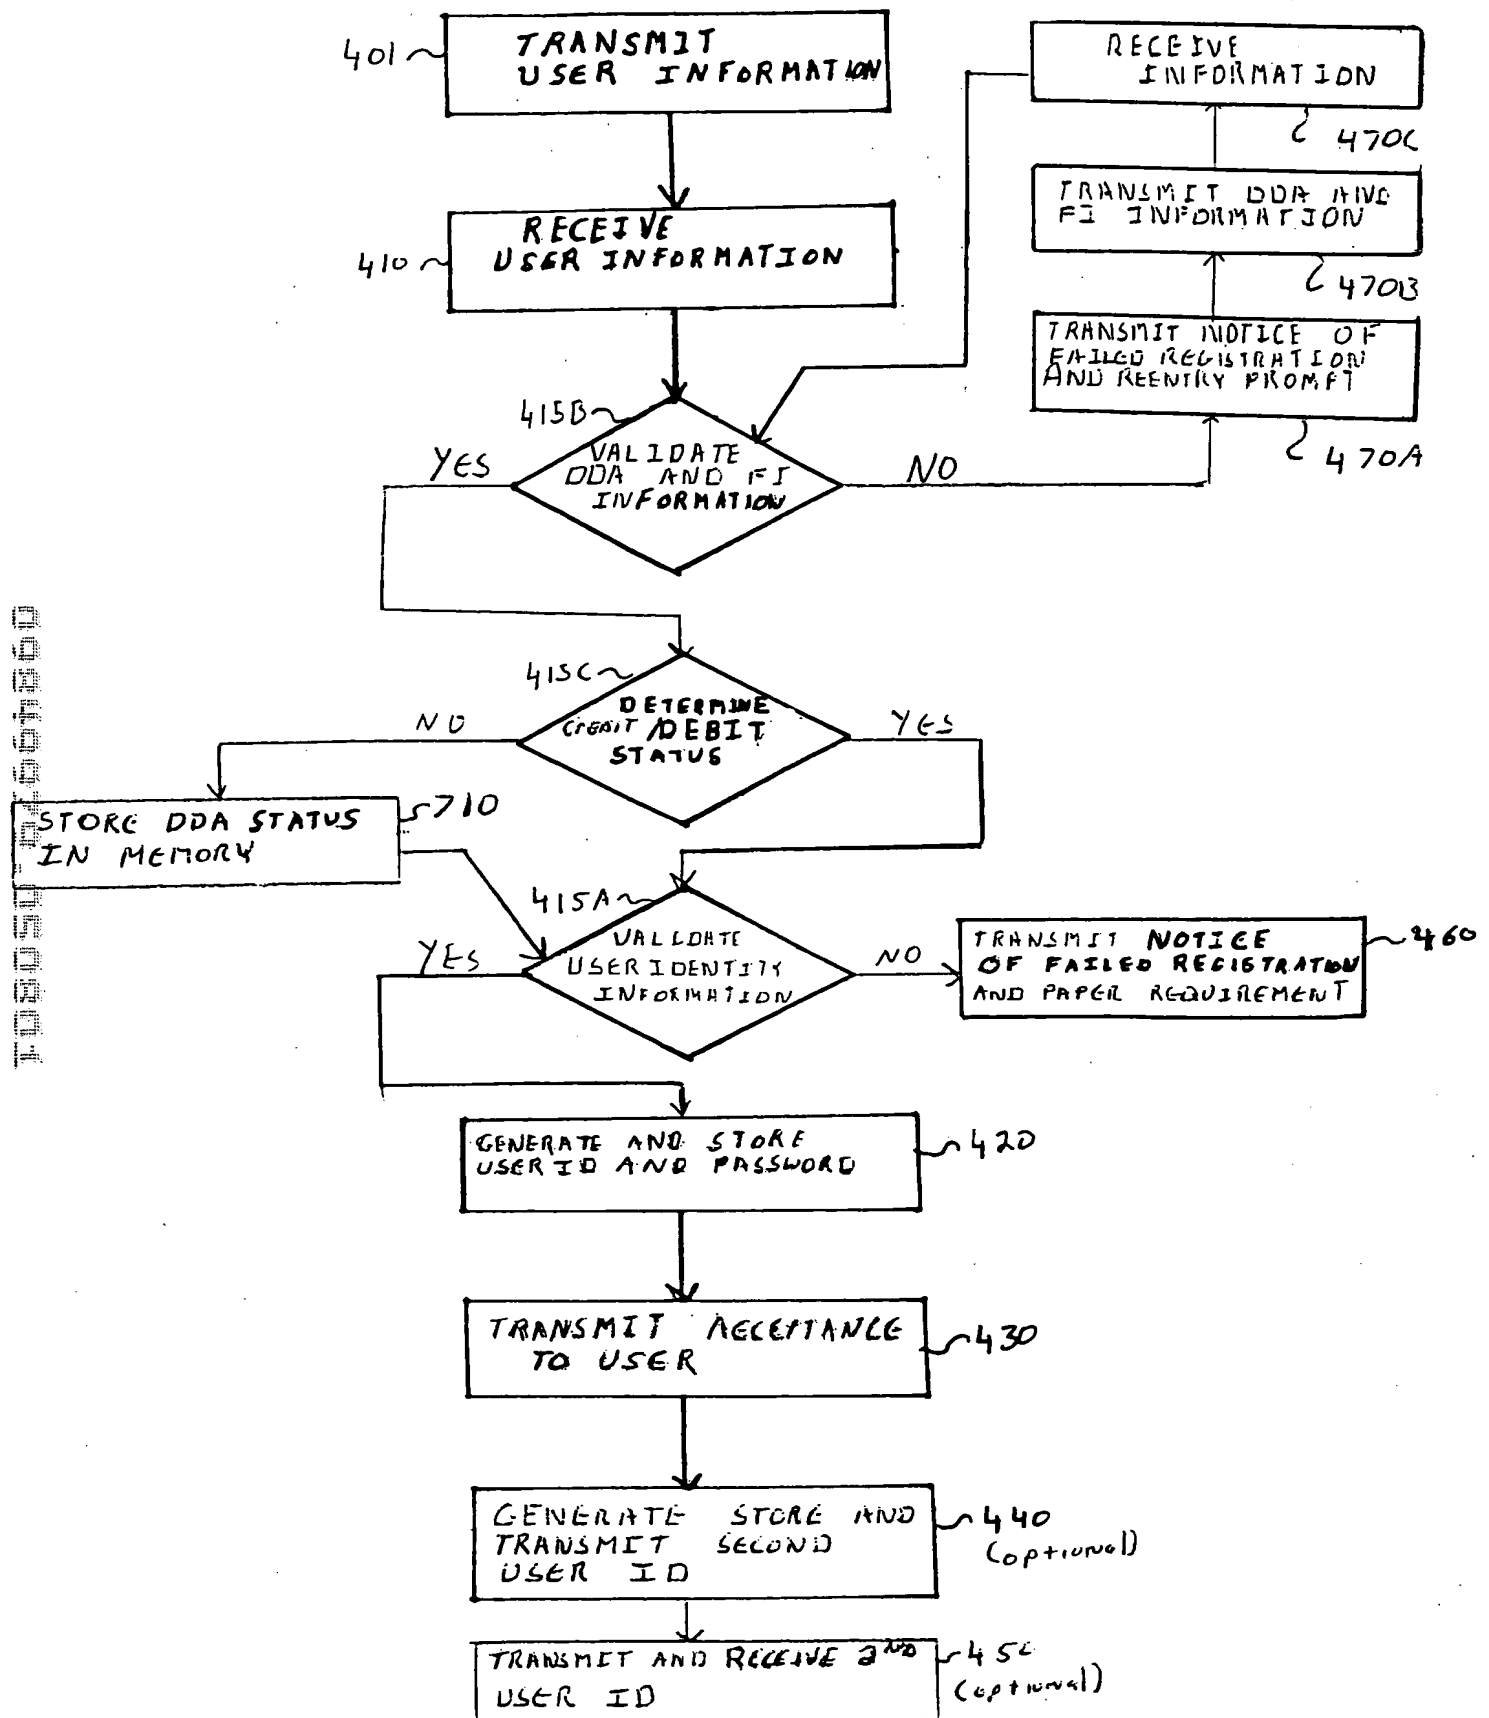 401
TRANSMIT
USER INFORMATION
RECEIVE
INFORMATION
470C
410
RECEIVE
USER INFORMATION
TRANSMIT DDA AND
FI INFORMATION
470B
TRANSMIT NOTICE OF
FAILED REGISTRATION
AND REENTRY PROMPT
470A
415B
VALIDATE
DDA AND FI
INFORMATION
YES
NO
415C
DETERMINE
CREDIT/DEBIT
STATUS
NO
YES
710
STORE DDA STATUS
IN MEMORY
415A
VALIDATE
USER IDENTITY
INFORMATION
YES
NO
TRANSMIT NOTICE
OF FAILED REGISTRATION
AND PAPER REQUIREMENT
460
GENERATE AND STORE
USER ID AND PASSWORD
420
TRANSMIT ACCEPTANCE
TO USER
430
GENERATE STORE AND
TRANSMIT SECOND
USER ID
440
(optional)
TRANSMIT AND RECEIVE 2ND
USER ID
450
(optional)